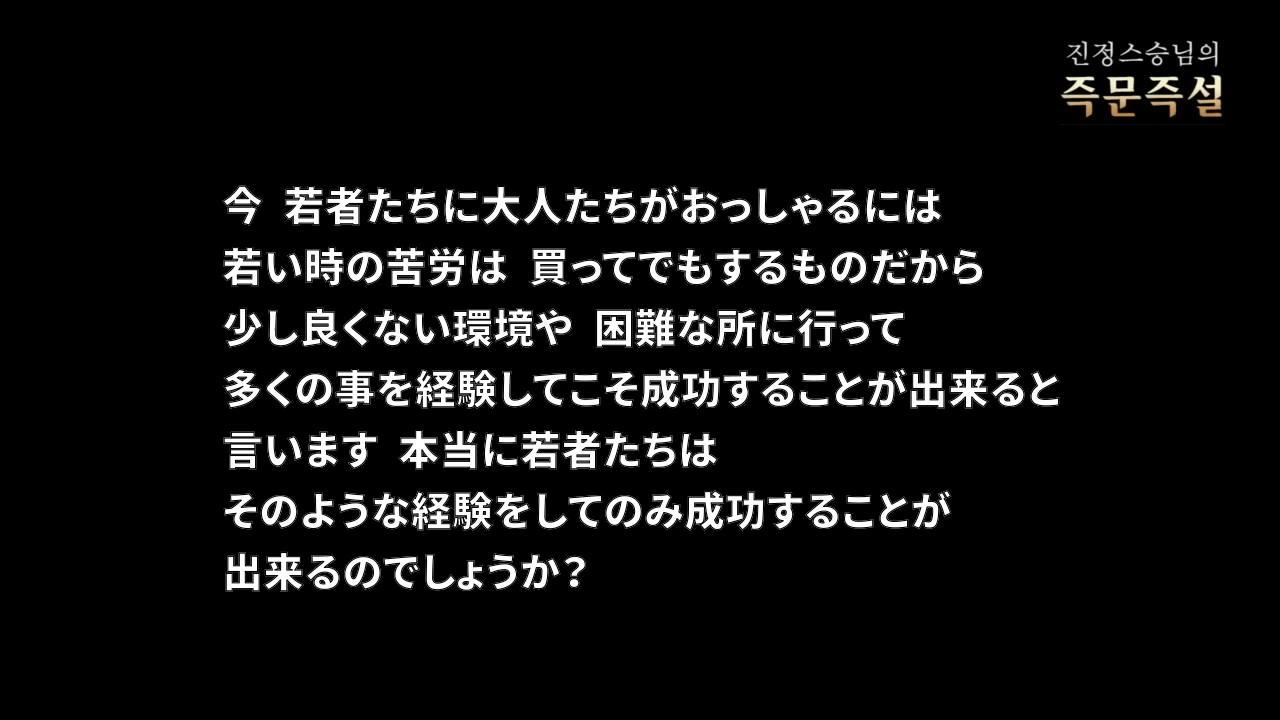 진정스승님의
즉문즉설
今 若者たちに大人たちがおっしゃるには
若い時の苦労は 買ってでもするものだから
少し良くない環境や 困難な所に行って
多くの事を経験してこそ成功することが出来ると
言います 本当に若者たちは
そのような経験をしてのみ成功することが
出来るのでしょうか?